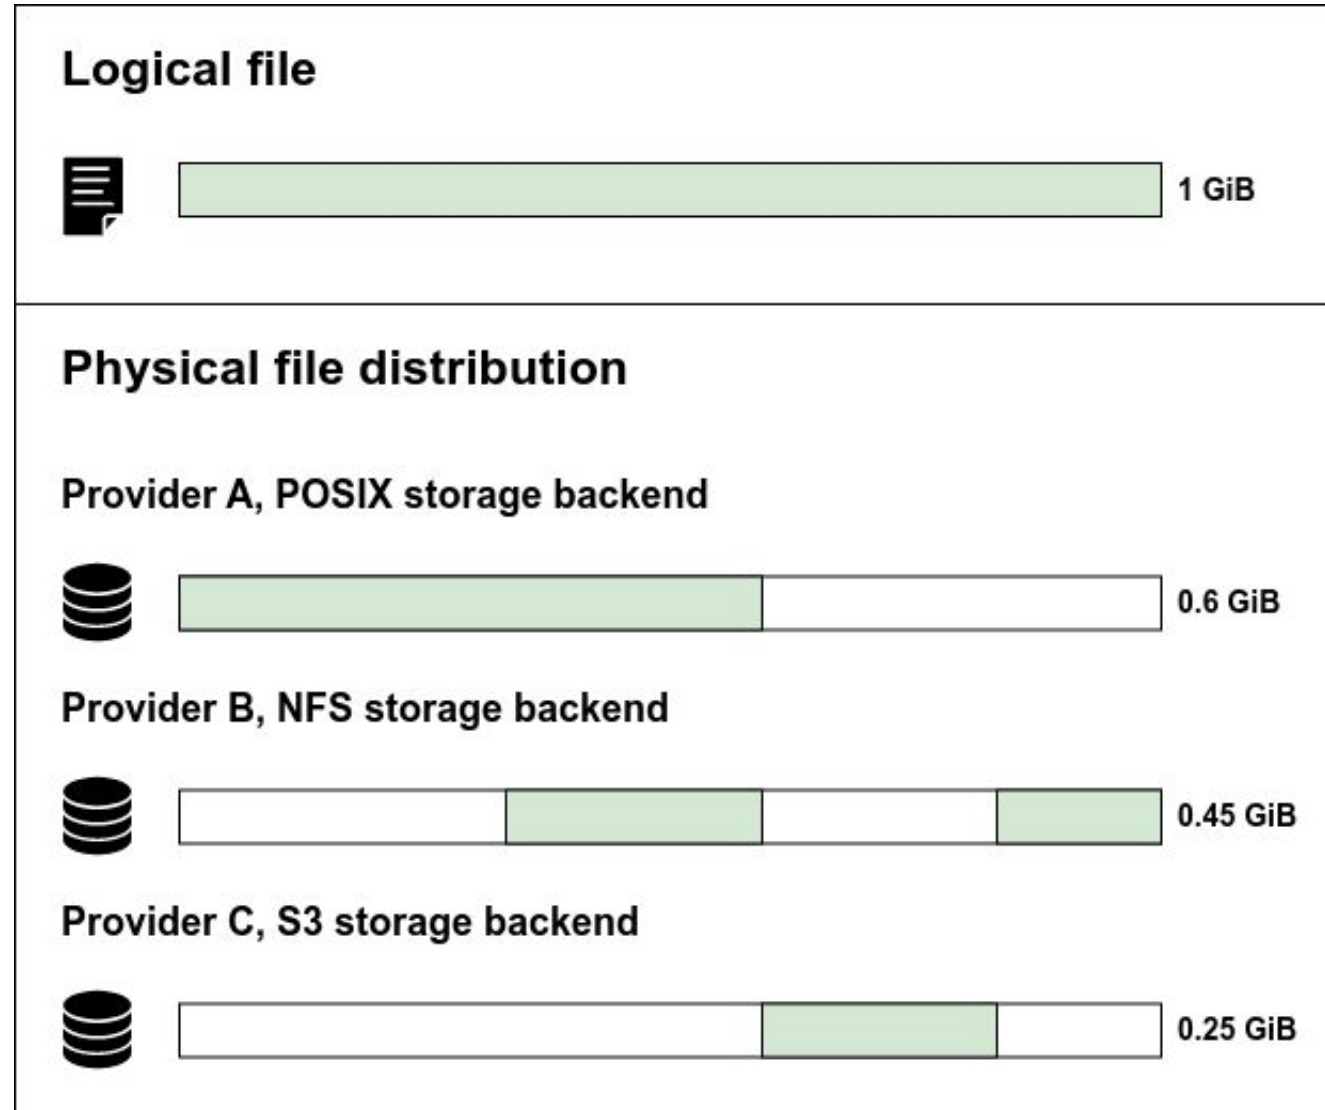 Logical file
1 GiB
Physical file distribution
Provider A, POSIX storage backend
0.6 GiB
Provider B, NFS storage backend
0.45 GiB
Provider C, S3 storage backend
0.25 GiB